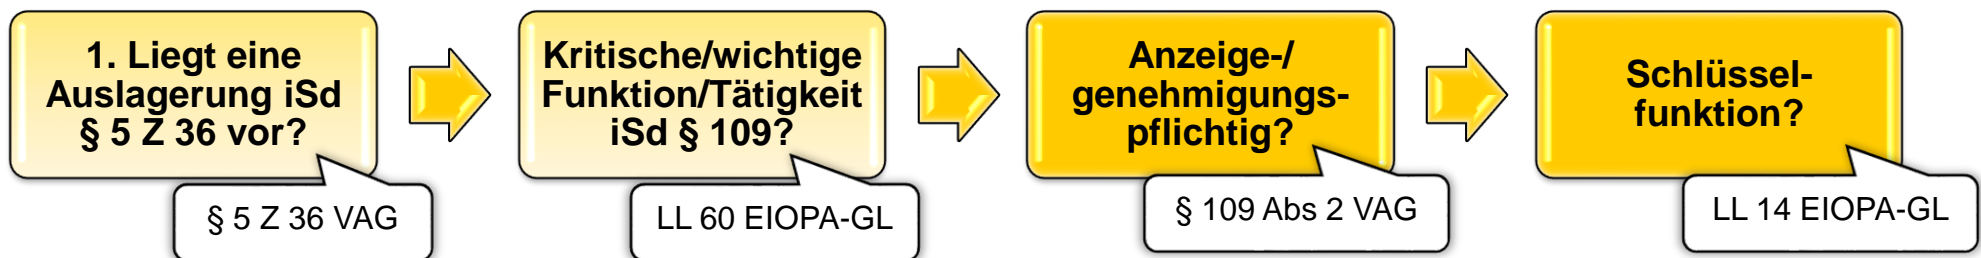 1. Liegt eine
Auslagerung iSd
§ 5 Z 36 vor?
§ 5 Z 36 VAG
Kritische/wichtige
Funktion/Tätigkeit
iSd § 109?
LL 60 EIOPA-GL
Anzeige-/
genehmigungs-
pflichtig?
§ 109 Abs 2 VAG
Schlüssel-
funktion?
LL 14 EIOPA-GL